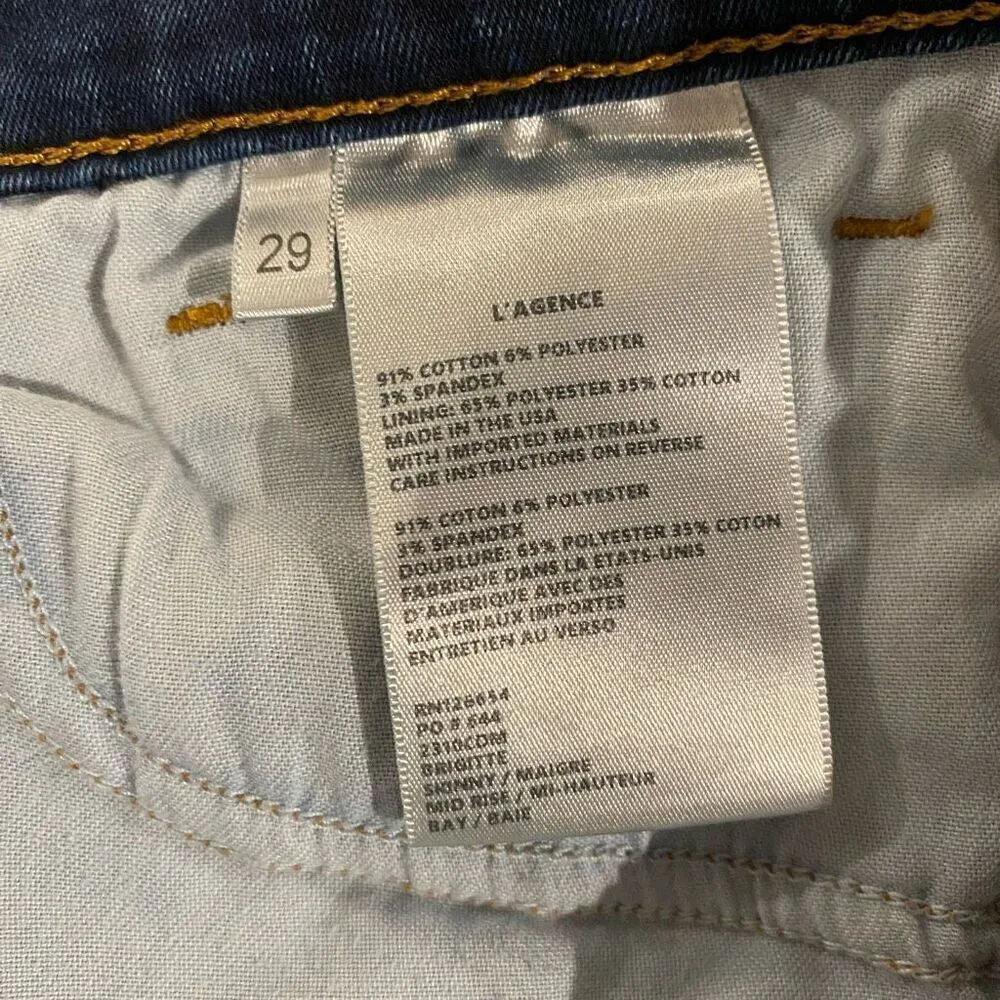 29
L'AGENCE
91% COTTON 6% POLYESTER
3% SPANDEX
LINING: 65% POLYESTER 35% COTTON
MADE IN THE USA
WITH IMPORTED MATERIALS
CARE INSTRUCTIONS ON REVERSE
91% COTON 6% POLYESTER
3% SPANDEX
DOUBLURE: 65% POLYESTER 35% COTON
FABRIQUE DANS LA ETATS-UNIS
D'AMERIQUE AVEC DES
MATERIAUX IMPORTES
ENTRETIEN AU VERSO
RN128654
PO # 644
2310CDM
BRIGITTE
SKINNY / MAIGRE
MID RISE / MI-HAUTEUR
BAY / BAIE